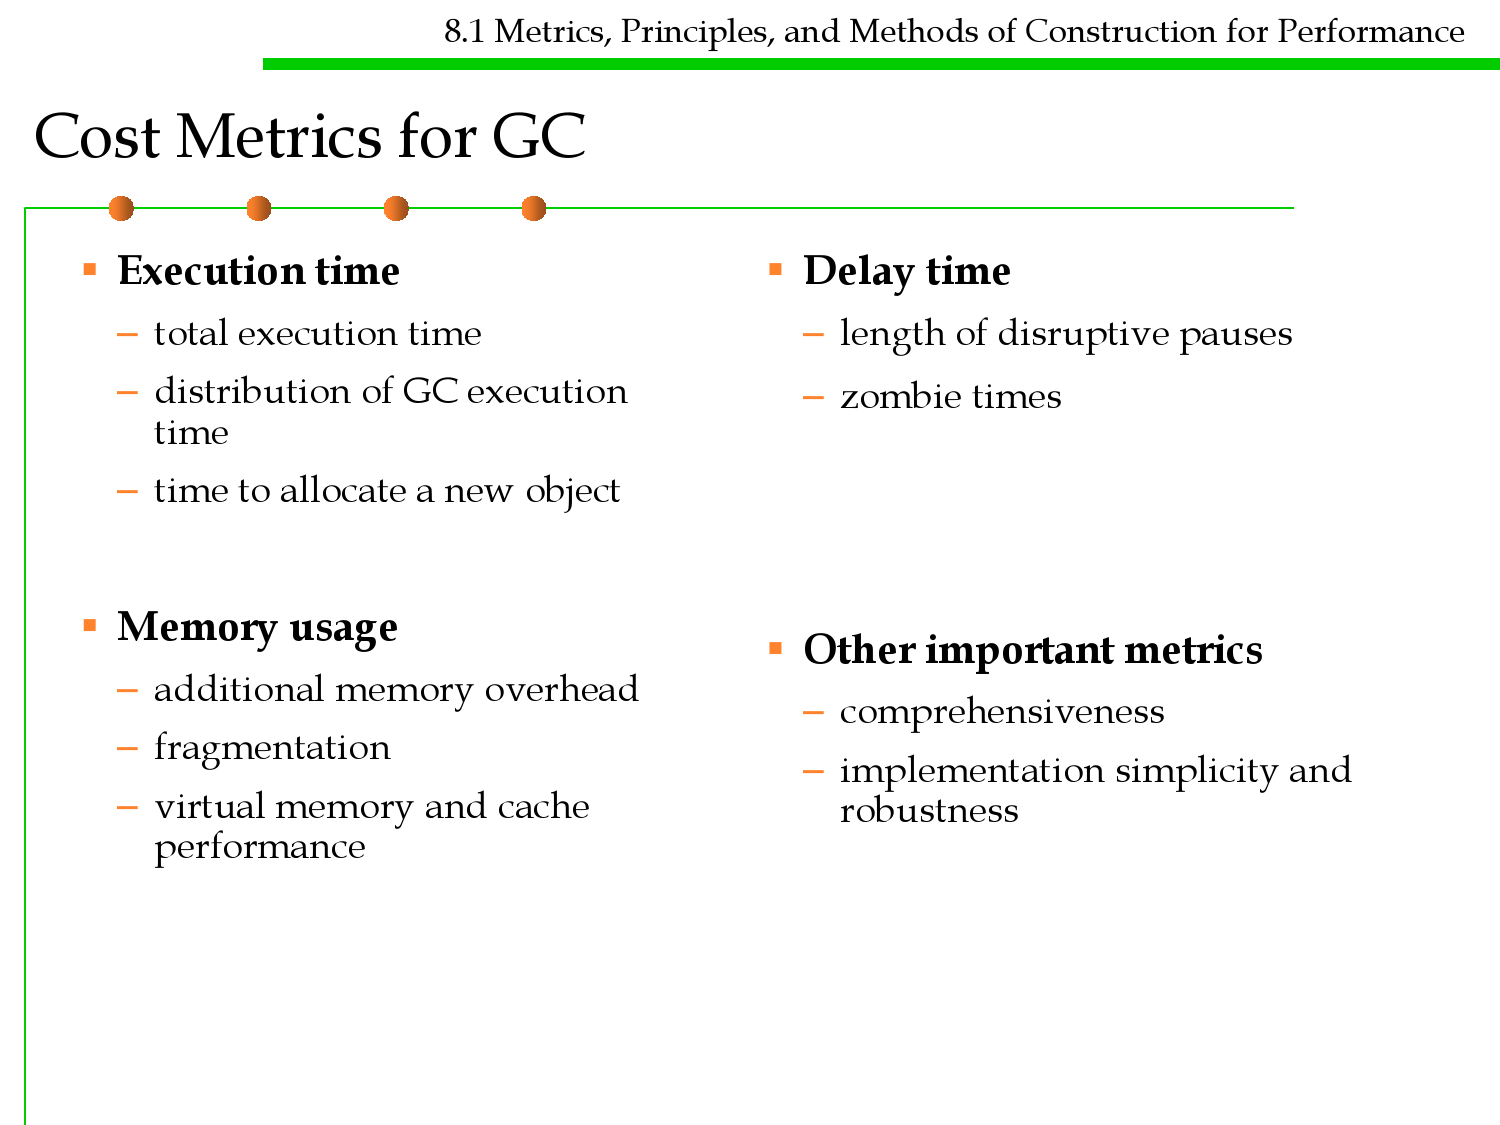 8.1 Metrics, Principles, and Methods of Construction for Performance
Cost Metrics for GC
▪ Execution time
– total execution time
– distribution of GC execution
time
– time to allocate a new object
▪ Memory usage
– additional memory overhead
– fragmentation
– virtual memory and cache
performance
▪ Delay time
– length of disruptive pauses
– zombie times
▪ Other important metrics
– comprehensiveness
– implementation simplicity and
robustness